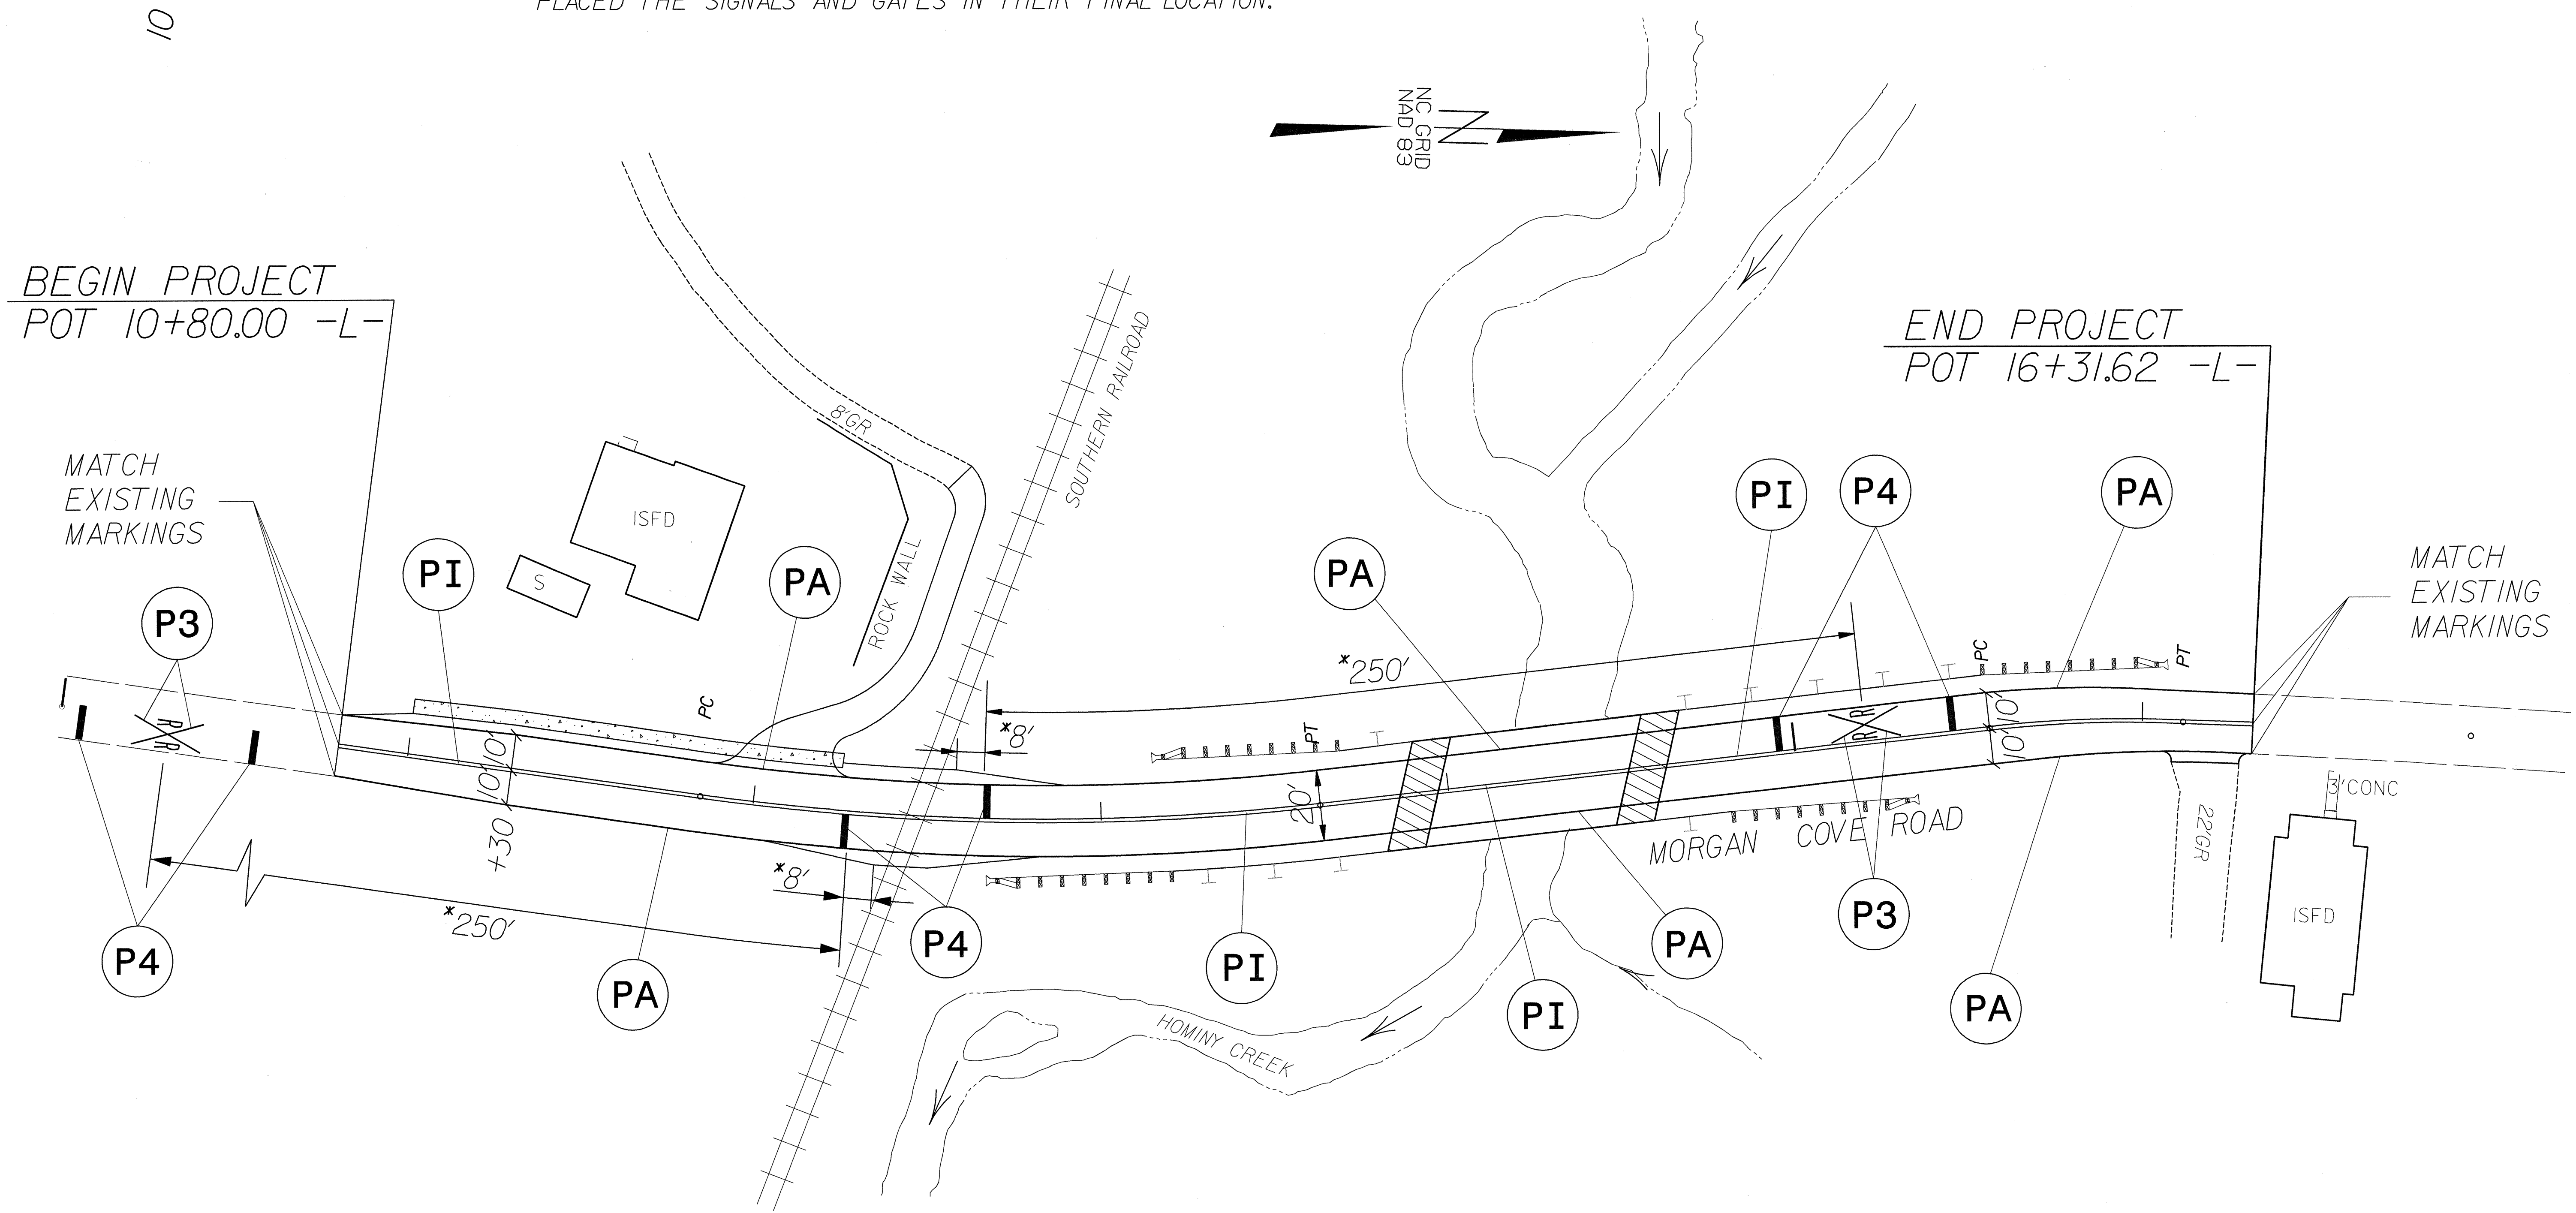 PLACED THE SIGNALS AND GATES IN THEIR FINAL LOCATION.
10
NC GRID
NAD 83
N
BEGIN PROJECT
POT 10+80.00 -L-
END PROJECT
POT 16+31.62 -L-
MATCH
EXISTING
MARKINGS
8'GR
SOUTHERN RAILROAD
ISFD
S
ROCK WALL
PI
PA
P3
PA
PI
P4
PA
MATCH
EXISTING
MARKINGS
PC
PT
*250'
*8'
PT
PC
R R
R R
10'
10'
10'
10'
+30
20'
MORGAN COVE ROAD
3'CONC
22'GR
ISFD
*8'
*250'
P4
PA
P4
PI
PI
PA
P3
PA
HOMINY CREEK